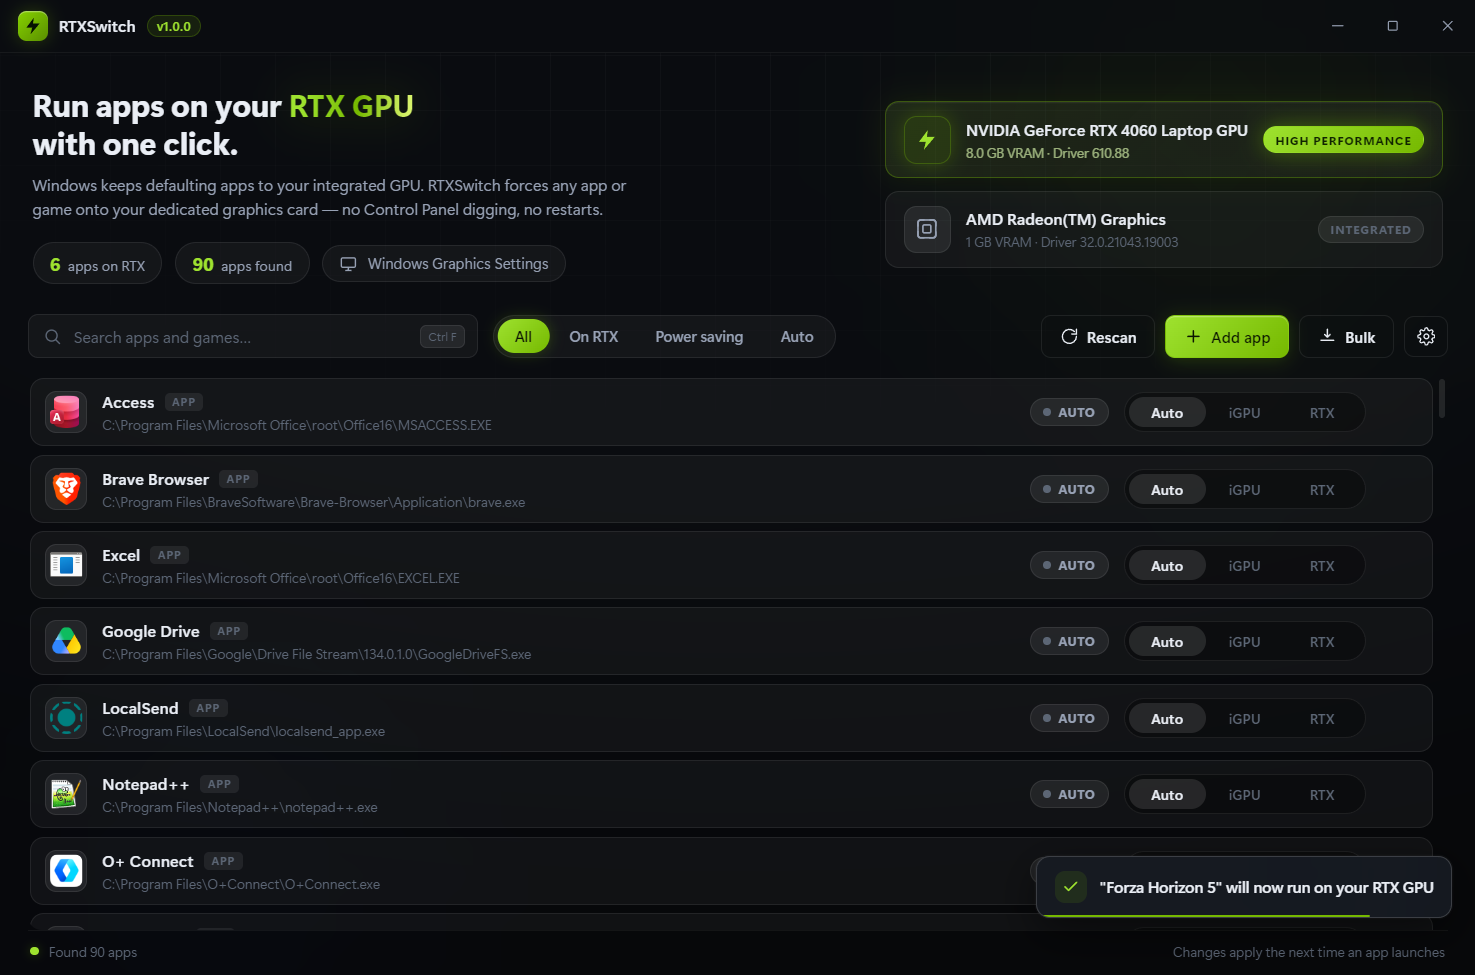 RTXSwitch v1.0.0
Run apps on your RTX GPU
with one click.
Windows keeps defaulting apps to your integrated GPU. RTXSwitch forces any app or
game onto your dedicated graphics card — no Control Panel digging, no restarts.
6 apps on RTX
90 apps found
Windows Graphics Settings
NVIDIA GeForce RTX 4060 Laptop GPU
8.0 GB VRAM · Driver 610.88
HIGH PERFORMANCE
AMD Radeon(TM) Graphics
1 GB VRAM · Driver 32.0.21043.19003
INTEGRATED
Search apps and games...
Ctrl F
All
On RTX
Power saving
Auto
Rescan
Add app
Bulk
Access APP
C:\Program Files\Microsoft Office\root\Office16\MSACCESS.EXE
AUTO
Auto iGPU RTX
Brave Browser APP
C:\Program Files\BraveSoftware\Brave-Browser\Application\brave.exe
AUTO
Auto iGPU RTX
Excel APP
C:\Program Files\Microsoft Office\root\Office16\EXCEL.EXE
AUTO
Auto iGPU RTX
Google Drive APP
C:\Program Files\Google\Drive File Stream\134.0.1.0\GoogleDriveFS.exe
AUTO
Auto iGPU RTX
LocalSend APP
C:\Program Files\LocalSend\localsend_app.exe
AUTO
Auto iGPU RTX
Notepad++ APP
C:\Program Files\Notepad++\notepad++.exe
AUTO
Auto iGPU RTX
O+ Connect APP
C:\Program Files\O+Connect\O+Connect.exe
"Forza Horizon 5" will now run on your RTX GPU
Found 90 apps
Changes apply the next time an app launches